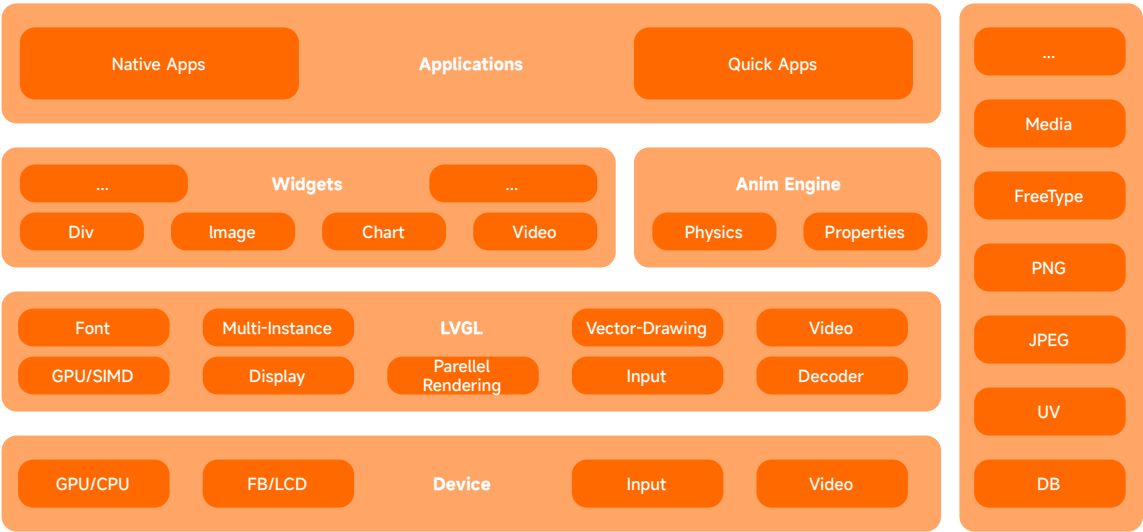 Native Apps
Applications
Quick Apps
...
Widgets
...
Div
Image
Chart
Video
Anim Engine
Physics
Properties
Font
Multi-Instance
LVGL
Vector-Drawing
Video
GPU/SIMD
Display
Parellel
Rendering
Input
Decoder
GPU/CPU
FB/LCD
Device
Input
Video
...
Media
FreeType
PNG
JPEG
UV
DB